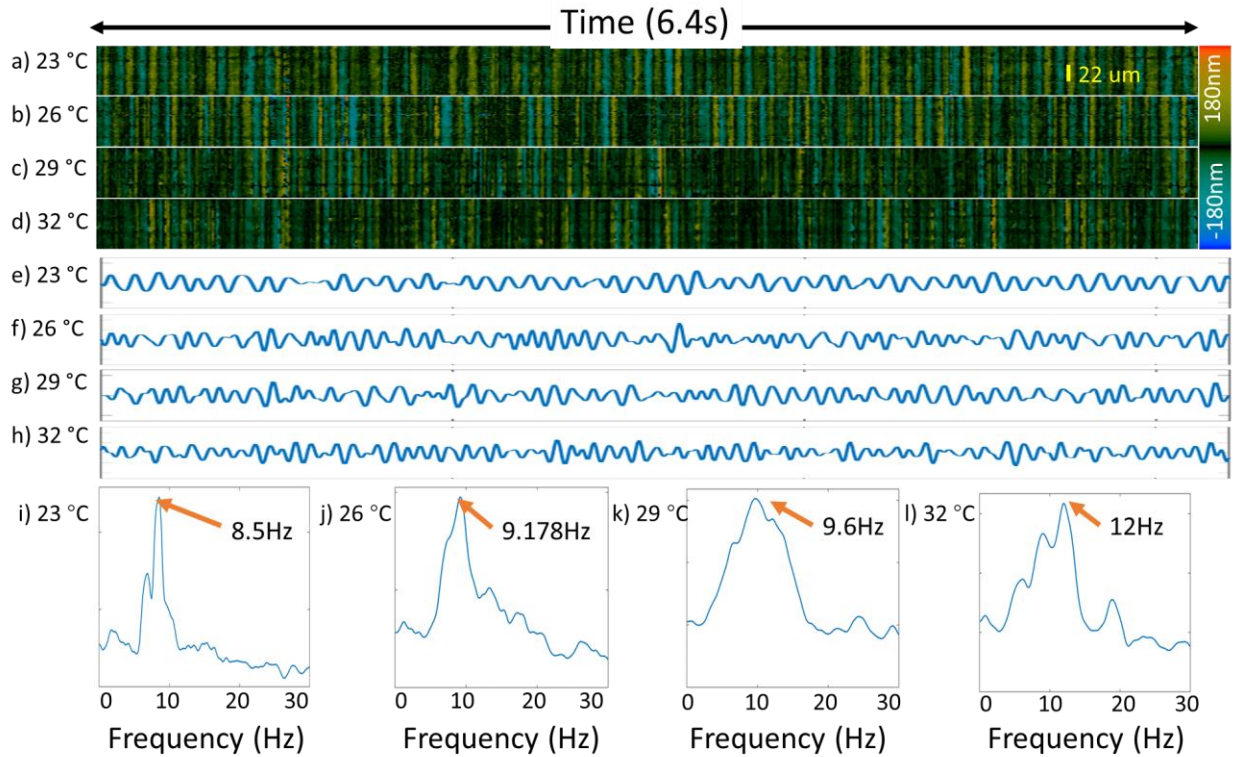 Time (6.4s)
a) 23 °C
22 um
b) 26 °C
c) 29 °C
d) 32 °C
180nm
-180nm
e) 23 °C
f) 26 °C
g) 29 °C
h) 32 °C
i) 23 °C
8.5Hz
j) 26 °C
9.178Hz
k) 29 °C
9.6Hz
l) 32 °C
12Hz
0 10 20 30
0 10 20 30
0 10 20 30
0 10 20 30
Frequency (Hz)
Frequency (Hz)
Frequency (Hz)
Frequency (Hz)